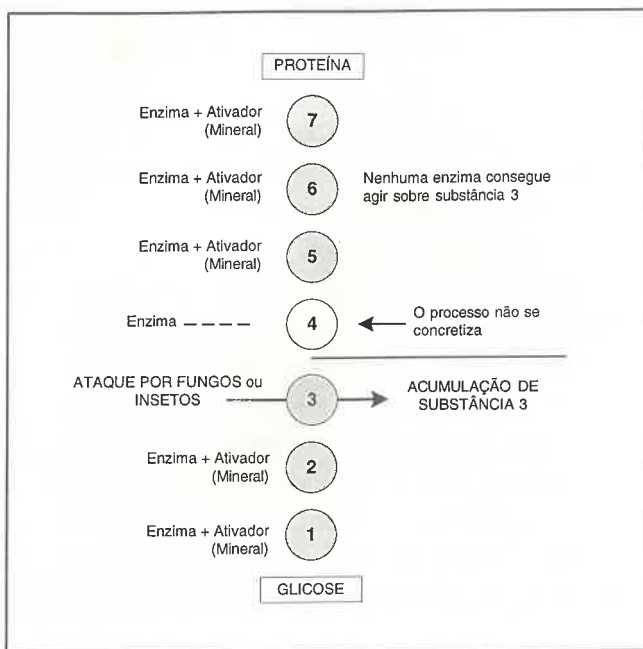 PROTEÍNA
Enzima + Ativador
(Mineral)
7
Enzima + Ativador
(Mineral)
6
Nenhuma enzima consegue
agir sobre substância 3
Enzima + Ativador
(Mineral)
5
Enzima
4
O processo não se
concretiza
ATAQUE POR FUNGOS ou
INSETOS
3
ACUMULAÇÃO DE
SUBSTÂNCIA 3
Enzima + Ativador
(Mineral)
2
Enzima + Ativador
(Mineral)
1
GLICOSE